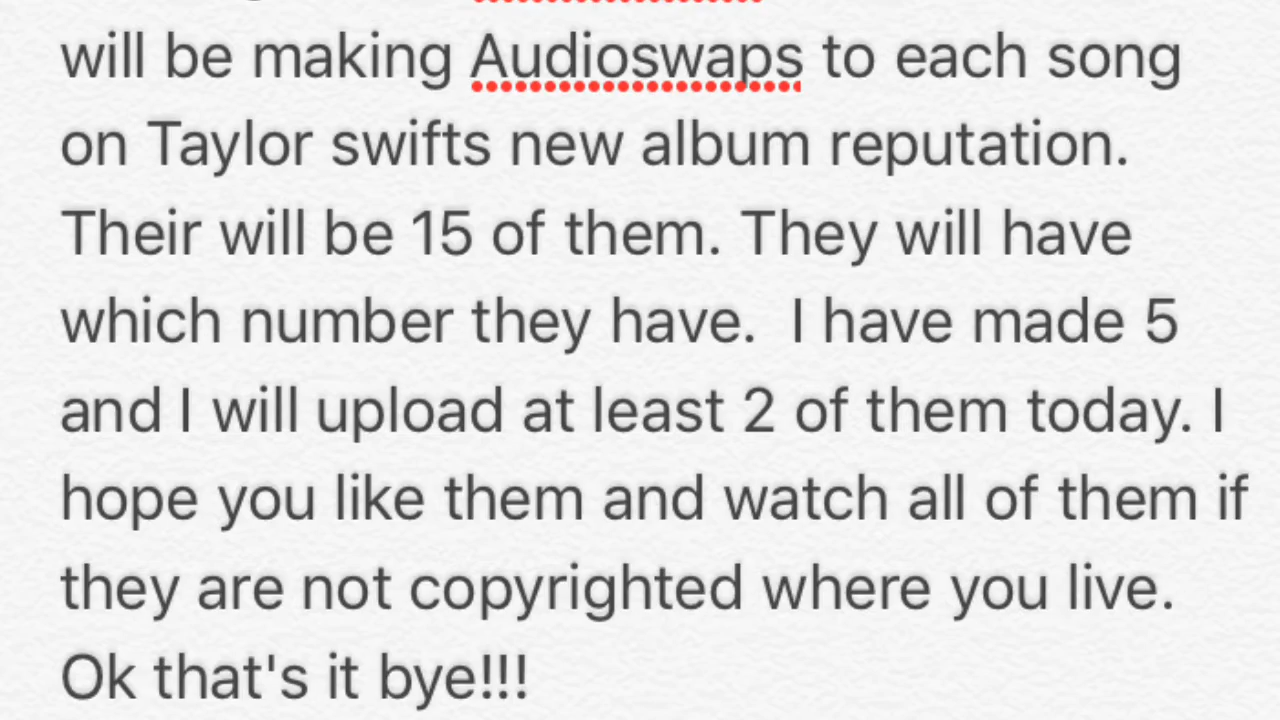 will be making Audioswaps to each song
on Taylor swifts new album reputation.
Their will be 15 of them. They will have
which number they have.  I have made 5
and I will upload at least 2 of them today. I
hope you like them and watch all of them if
they are not copyrighted where you live.
Ok that's it bye!!!